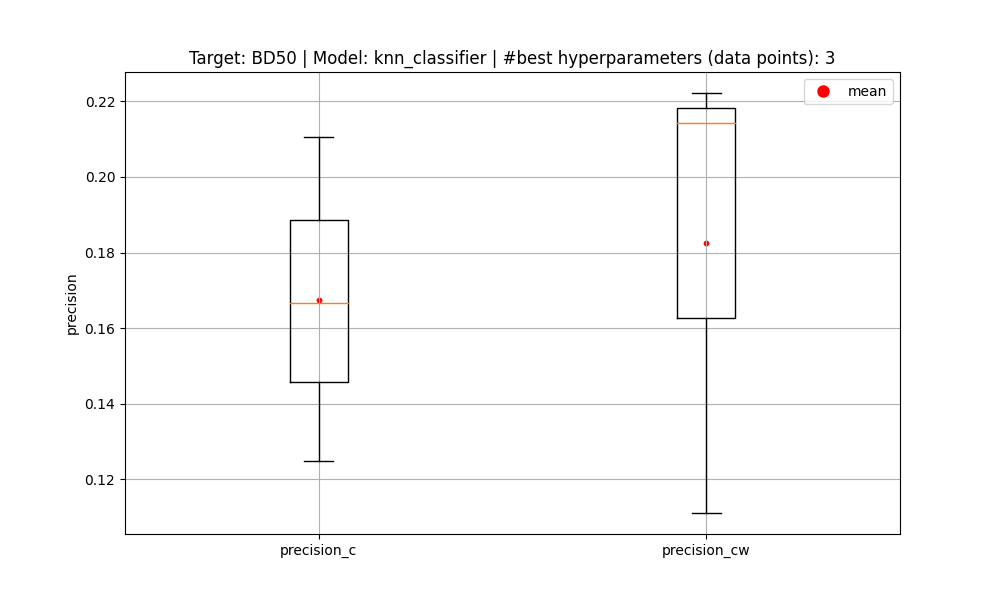 Target: BD50 | Model: knn_classifier | #best hyperparameters (data points): 3
mean
0.22
0.20
0.18
0.16
0.14
0.12
precision
precision_c
precision_cw